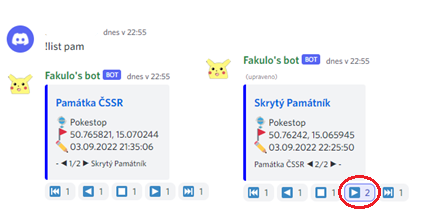 dnes v 22:55
!list pam
Fakulo's bot BOT dnes v 22:55
Památka ČSSR
Pokestop
50.765821, 15.070244
03.09.2022 21:35:06
- ◀ 1/2 ▶ Skrytý Památník
1 1 1 1 1
Fakulo's bot BOT dnes v 22:55
(upraveno)
Skrytý Památník
Pokestop
50.76242, 15.065945
03.09.2022 22:25:50
Památka ČSSR ◀ 2/2 ▶ -
1 1 1 2 1